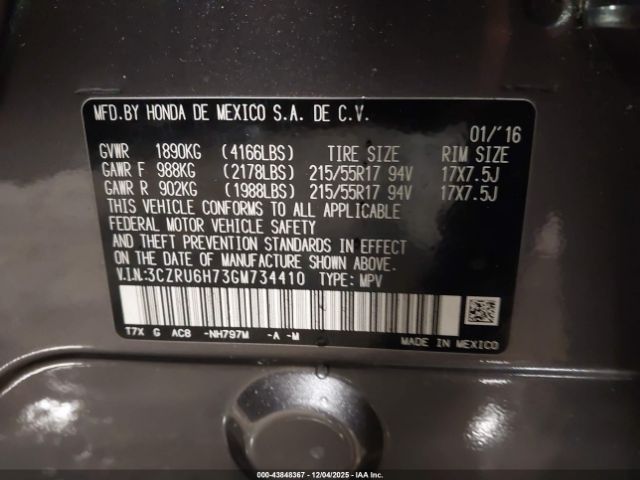 MFD.BY HONDA DE MEXICO S.A. DE C.V.
01/'16
GVWR 1890KG (4166LBS) TIRE SIZE RIM SIZE
GAWR F 988KG (2178LBS) 215/55R17 94V 17X7.5J
GAWR R 902KG (1988LBS) 215/55R17 94V 17X7.5J
THIS VEHICLE CONFORMS TO ALL APPLICABLE
FEDERAL MOTOR VEHICLE SAFETY
AND THEFT PREVENTION STANDARDS IN EFFECT
ON THE DATE OF MANUFACTURE SHOWN ABOVE.
V.I.N:3CZRU6H73GM734410 TYPE: MPV
T7X G AC8 -NH797M -A -M
MADE IN MEXICO
000-43848367 - 12/04/2025 - IAAI Inc.